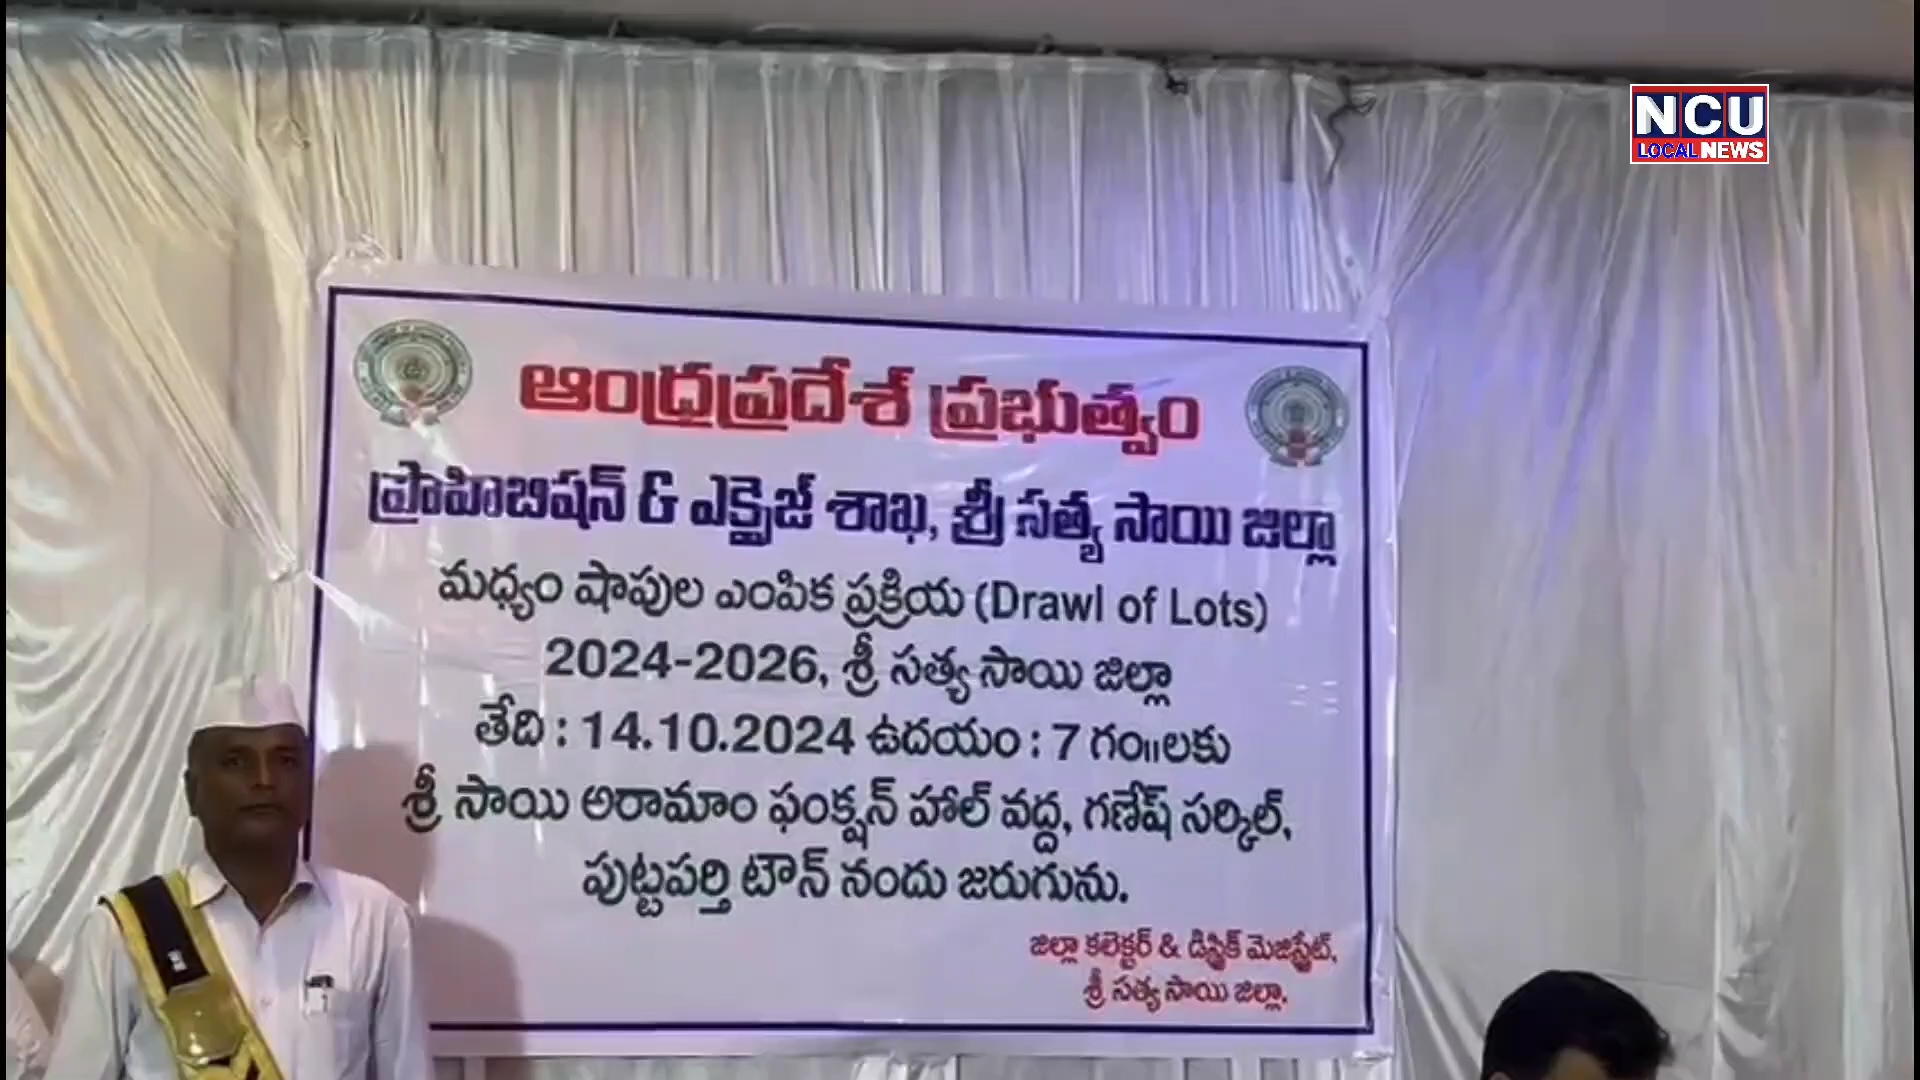 NCU
LOCAL NEWS
ఆంధ్రప్రదేశ్ ప్రభుత్వం
ప్రొహిబిషన్ & ఎక్సైజ్ శాఖ, శ్రీ సత్య సాయి జిల్లా
మధ్యం షాపుల ఎంపిక ప్రక్రియ (Drawl of Lots)
2024-2026, శ్రీ సత్య సాయి జిల్లా
తేది : 14.10.2024 ఉదయం : 7 గం॥లకు
శ్రీ సాయి అరామాం ఫంక్షన్ హాల్ వద్ద, గణేష్ సర్కిల్,
పుట్టపర్తి టౌన్ నందు జరుగును.
జిల్లా కలెక్టర్ & డిస్ట్రిక్ మెజిస్ట్రేట్,
శ్రీ సత్య సాయి జిల్లా.